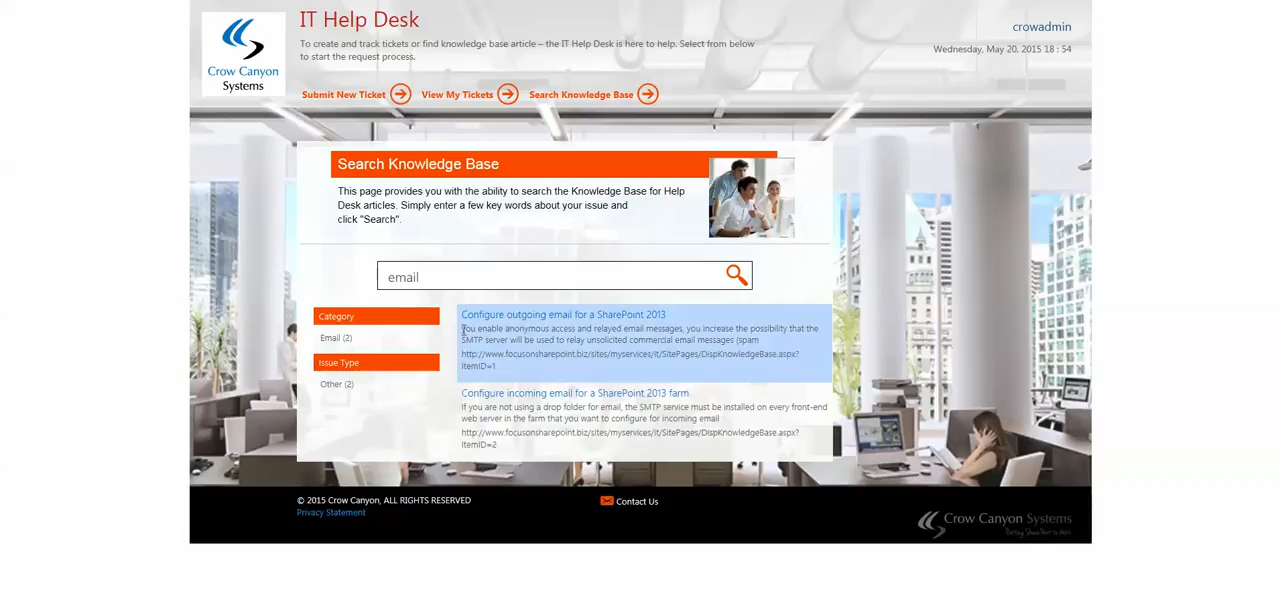 Crow Canyon
Systems
IT Help Desk
To create and track tickets or find knowledge base article – the IT Help Desk is here to help. Select from below
to start the request process.
crowadmin
Wednesday, May 20, 2015 18 : 54
Submit New Ticket
View My Tickets
Search Knowledge Base
Search Knowledge Base
This page provides you with the ability to search the Knowledge Base for Help
Desk articles. Simply enter a few key words about your issue and
click "Search".
email
Category
Email (2)
Issue Type
Other (2)
Configure outgoing email for a SharePoint 2013
You enable anonymous access and relayed email messages, you increase the possibility that the
SMTP server will be used to relay unsolicited commercial email messages (spam
http://www.focusonsharepoint.biz/sites/myservices/it/SitePages/DispKnowledgeBase.aspx?
ItemID=1
Configure incoming email for a SharePoint 2013 farm
If you are not using a drop folder for email, the SMTP service must be installed on every front-end
web server in the farm that you want to configure for incoming email
http://www.focusonsharepoint.biz/sites/myservices/it/SitePages/DispKnowledgeBase.aspx?
ItemID=2
© 2015 Crow Canyon, ALL RIGHTS RESERVED
Privacy Statement
Contact Us
Crow Canyon Systems
Putting SharePoint to Work